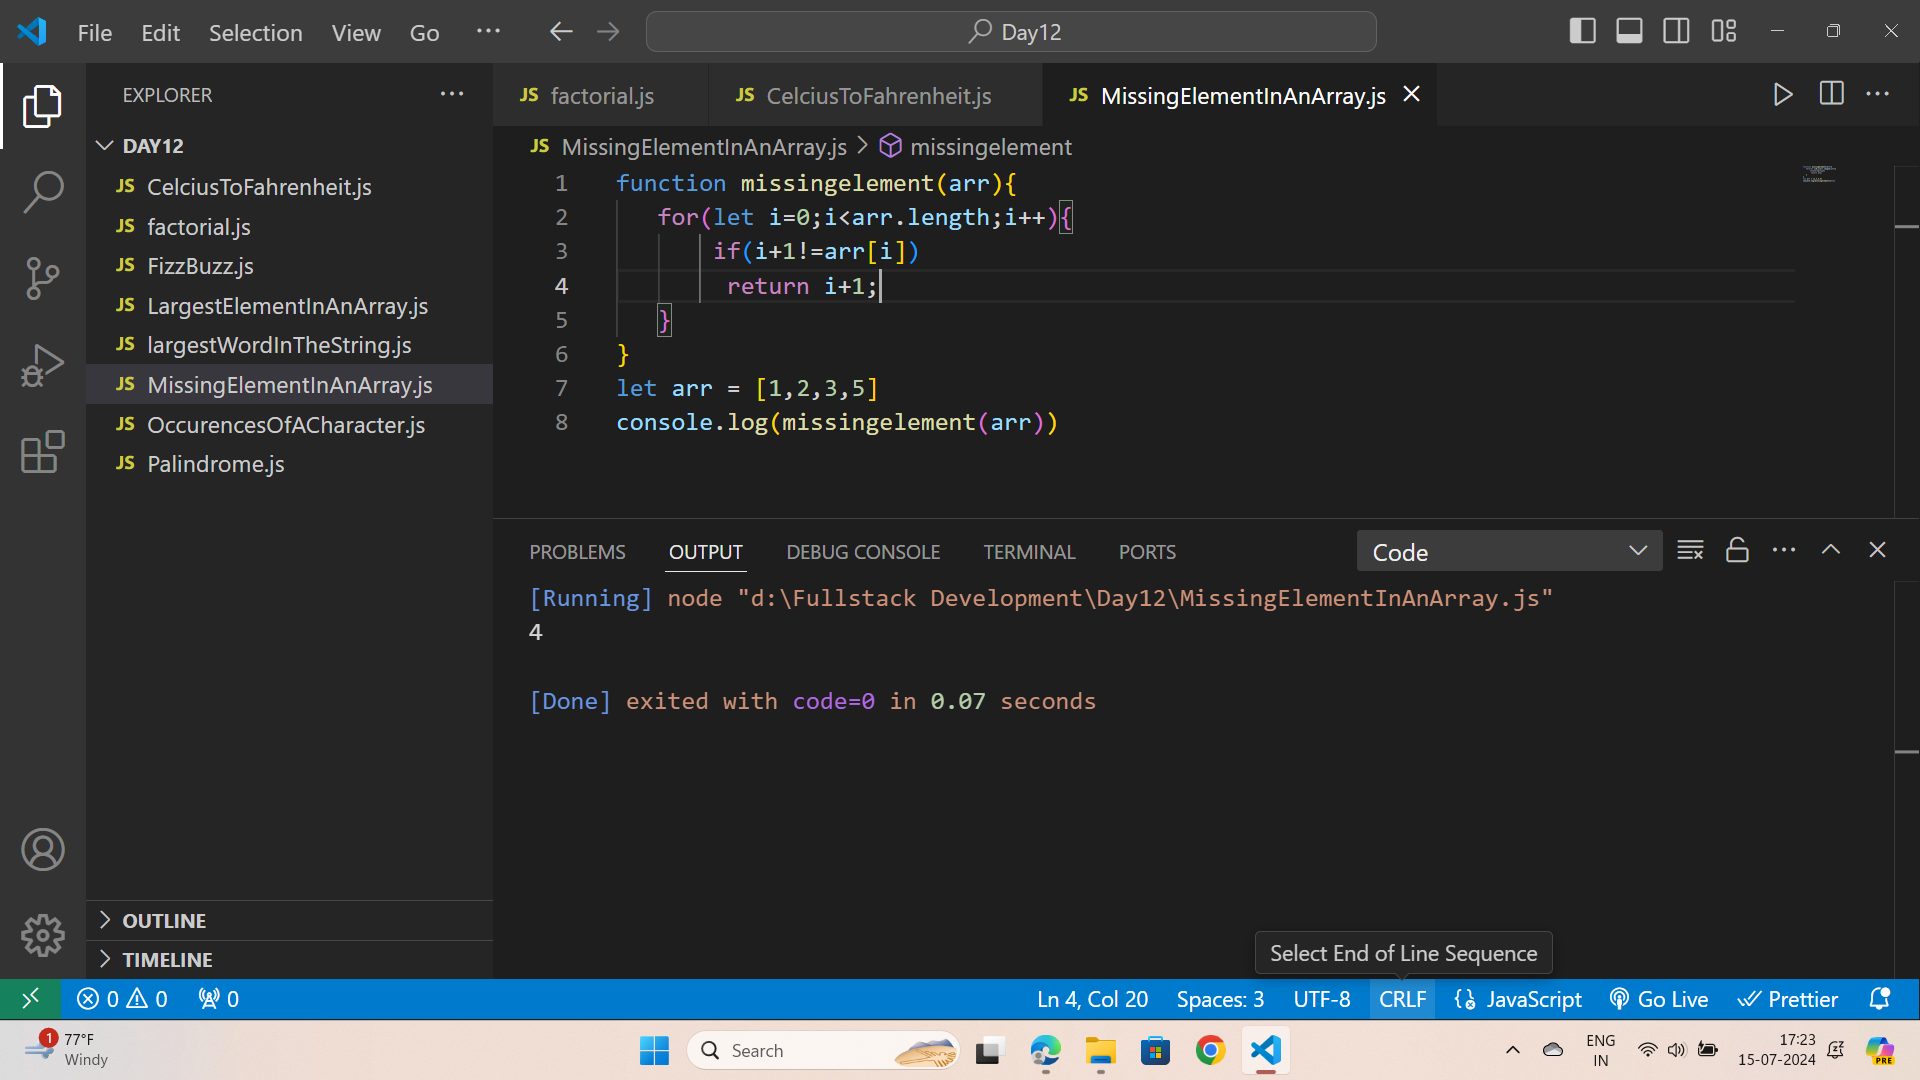 File Edit Selection View Go ... Day12
EXPLORER ...
JS factorial.js JS CelciusToFahrenheit.js JS MissingElementInAnArray.js
DAY12
JS MissingElementInAnArray.js > missingelement
JS CelciusToFahrenheit.js
JS factorial.js
JS FizzBuzz.js
JS LargestElementInAnArray.js
JS largestWordInTheString.js
JS MissingElementInAnArray.js
JS OccurencesOfACharacter.js
JS Palindrome.js
1 function missingelement(arr){
2 for(let i=0;i<arr.length;i++){
3 if(i+1!=arr[i])
4 return i+1;
5 }
6 }
7 let arr = [1,2,3,5]
8 console.log(missingelement(arr))
PROBLEMS OUTPUT DEBUG CONSOLE TERMINAL PORTS Code
[Running] node "d:\Fullstack Development\Day12\MissingElementInAnArray.js"
4
[Done] exited with code=0 in 0.07 seconds
OUTLINE
TIMELINE
Select End of Line Sequence
0 0 0 Ln 4, Col 20 Spaces: 3 UTF-8 CRLF JavaScript Go Live Prettier
1 77°F
Windy
Search
ENG
IN
17:23
15-07-2024
PRE